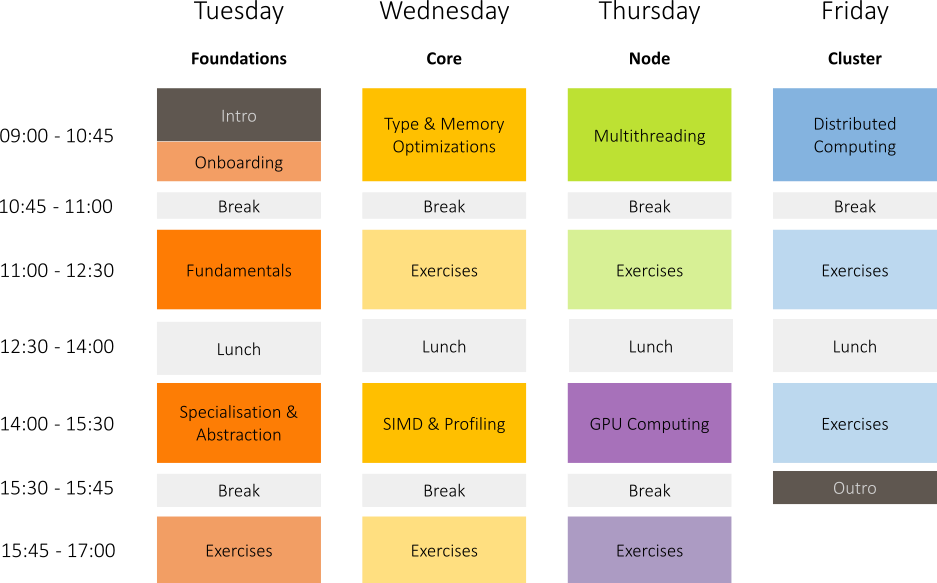 Tuesday Wednesday Thursday Friday
Foundations Core Node Cluster
09:00 - 10:45
Intro
Onboarding
Type & Memory
Optimizations
Multithreading
Distributed
Computing
10:45 - 11:00 Break Break Break Break
11:00 - 12:30 Fundamentals Exercises Exercises Exercises
12:30 - 14:00 Lunch Lunch Lunch Lunch
14:00 - 15:30
Specialisation &
Abstraction
SIMD & Profiling
GPU Computing
Exercises
15:30 - 15:45 Break Break Break Outro
15:45 - 17:00 Exercises Exercises Exercises